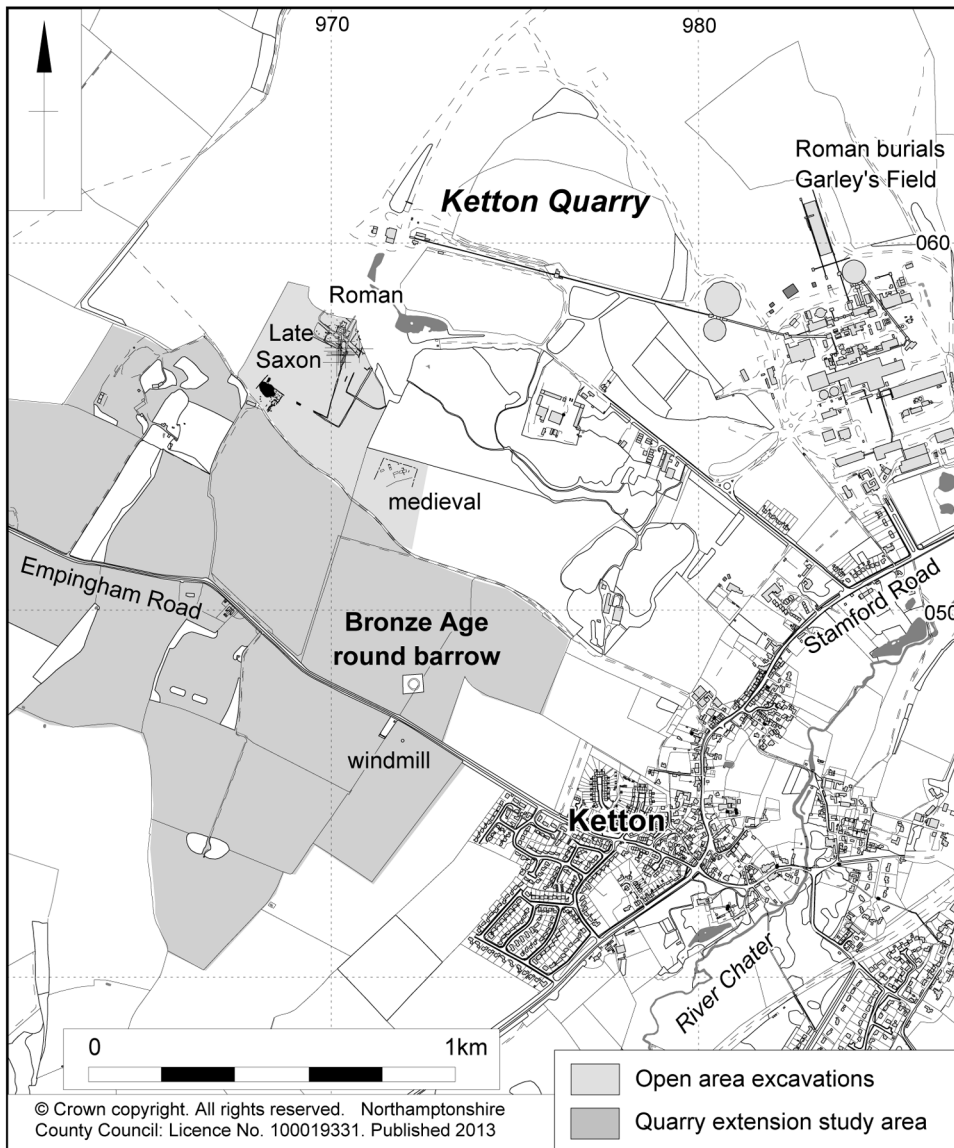 970
980
Roman burials
Garley's Field
Ketton Quarry
060
Roman
Late
Saxon
medieval
Empingham Road
Stamford Road
050
Bronze Age
round barrow
windmill
Ketton
River Chater
0
1km
Open area excavations
Quarry extension study area
© Crown copyright. All rights reserved. Northamptonshire
County Council: Licence No. 100019331. Published 2013